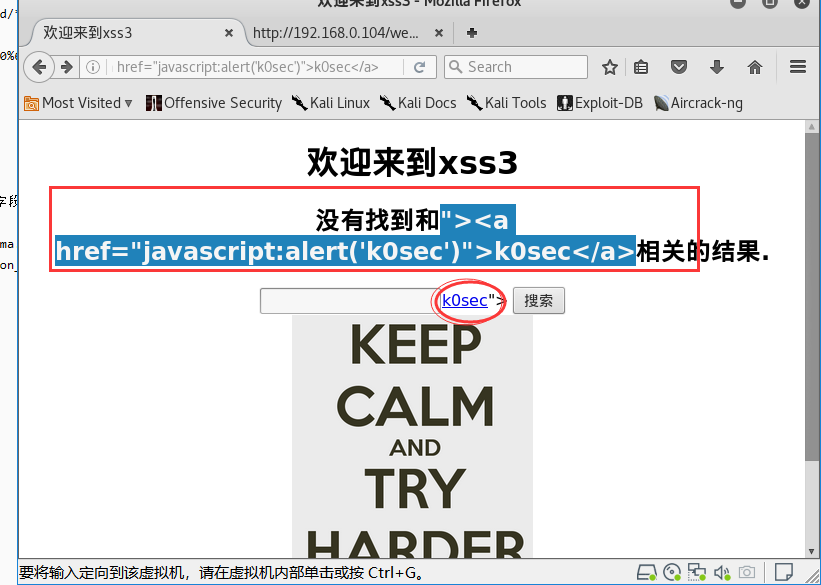 欢迎来到xss3 - Mozilla Firefox
d/*
欢迎来到xss3 × http://192.168.0.104/we... ×
0%
href="javascript:alert('k0sec')">k0sec</a> Search
Most Visited Offensive Security Kali Linux Kali Docs Kali Tools Exploit-DB Aircrack-ng
欢迎来到xss3
字段
没有找到和"><a
ma
href="javascript:alert('k0sec')">k0sec</a>相关的结果.
on_
k0sec"> 搜索
KEEP
CALM
AND
TRY
HARDER
要将输入定向到该虚拟机，请在虚拟机内部单击或按 Ctrl+G。